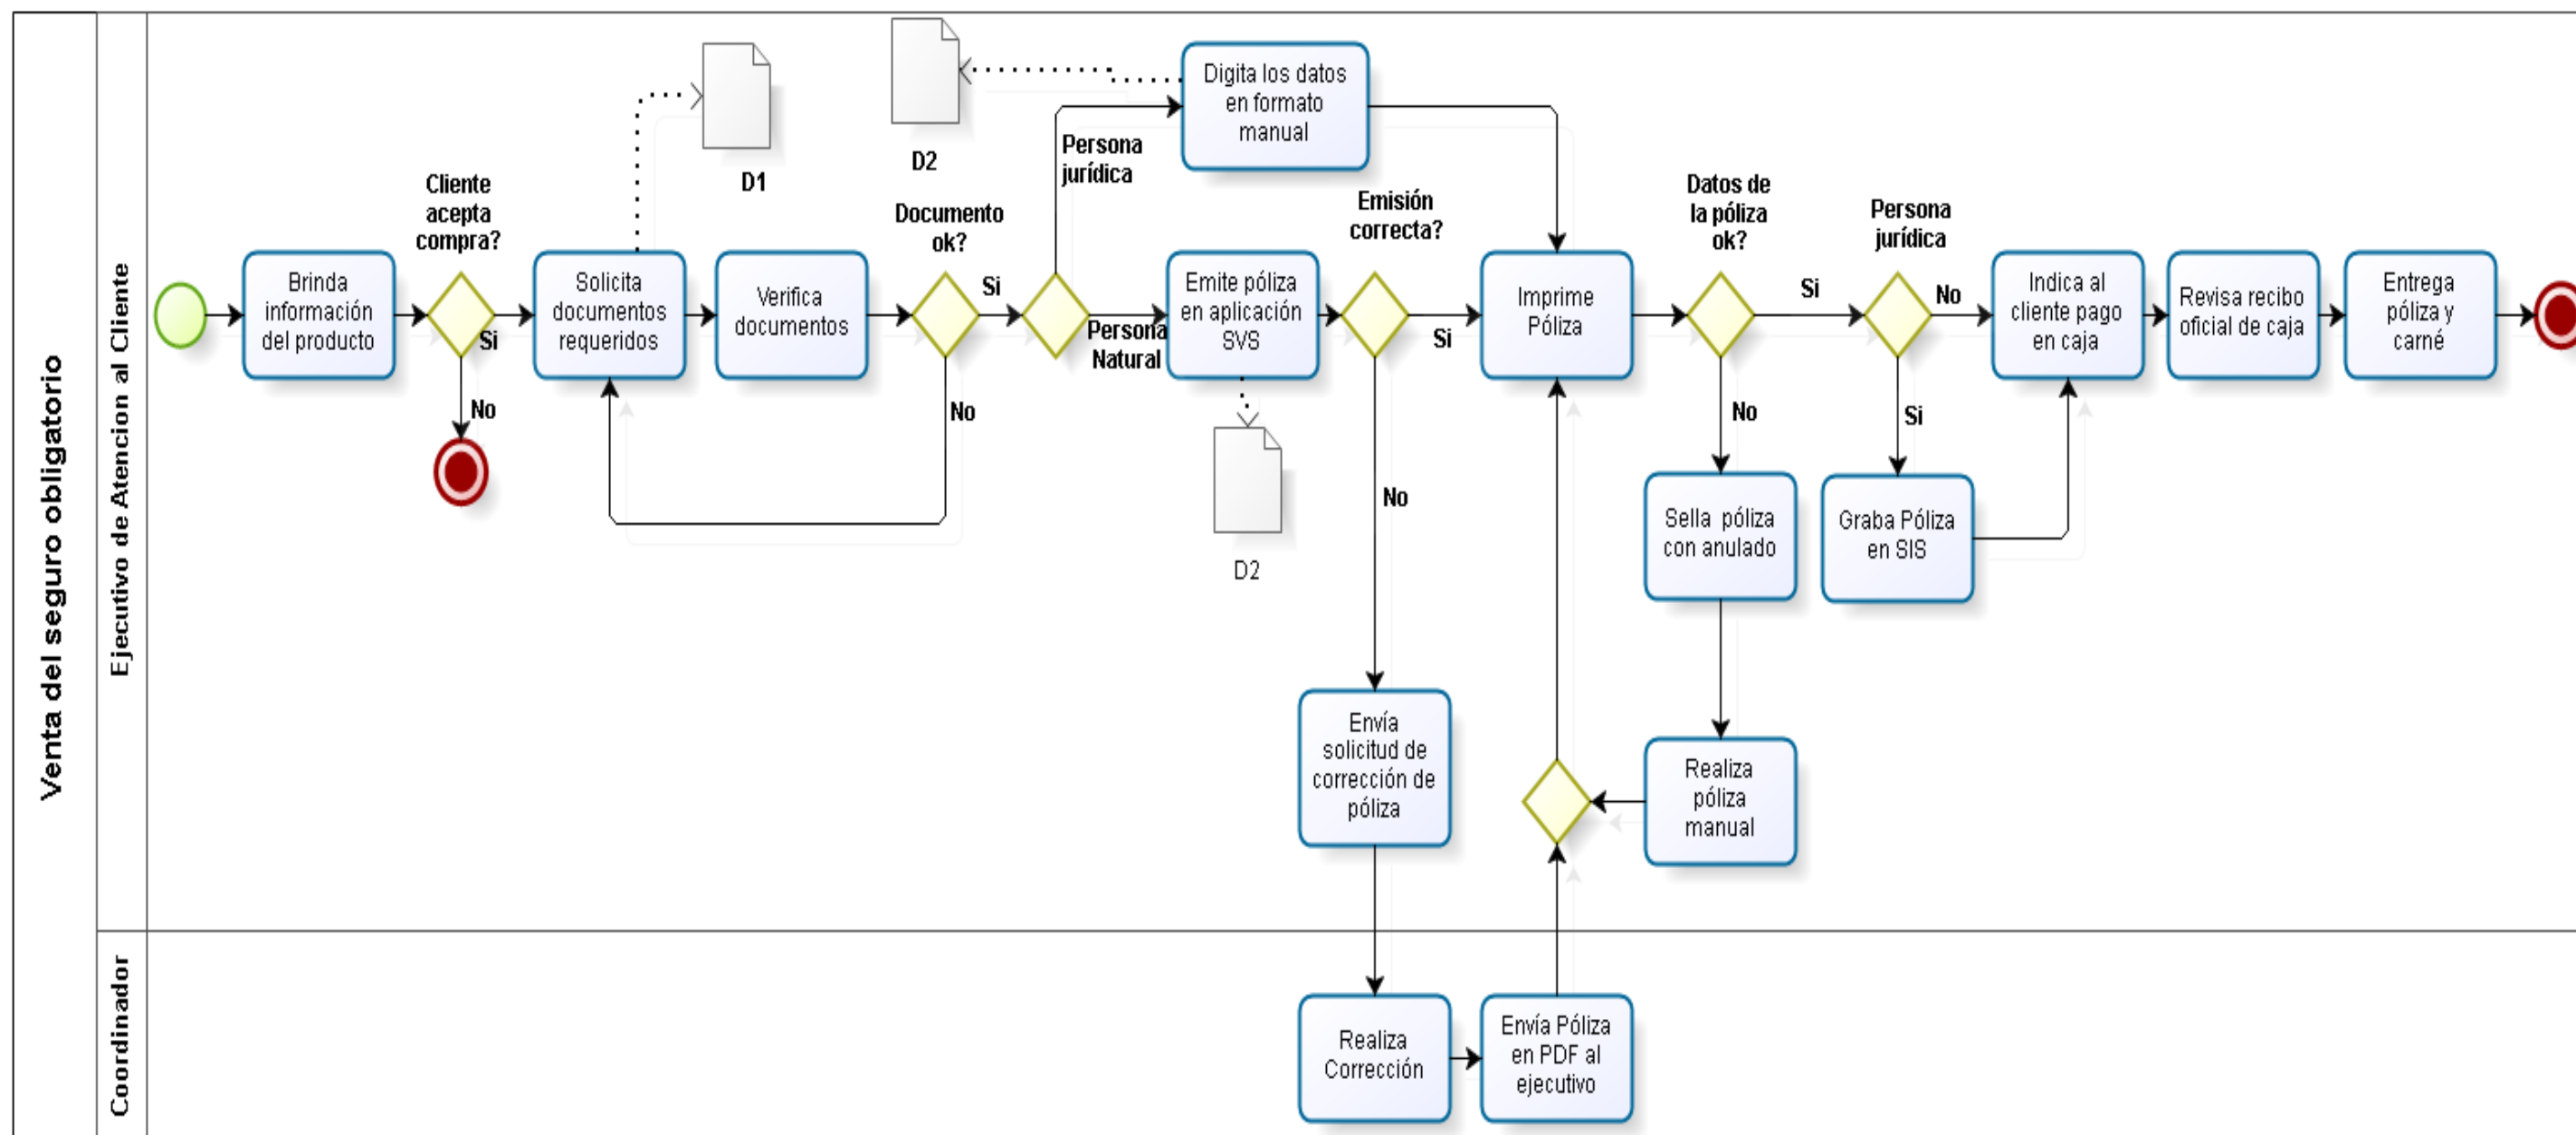 Venta del seguro obligatorio
Ejecutivo de Atencion al Cliente
Brinda
información
del producto
Cliente
acepta
compra?
Si
No
Solicita
documentos
requeridos
D1
Verifica
documentos
Documento
ok?
Si
No
D2
Persona
jurídica
Persona
Natural
Digita los datos
en formato
manual
Emite póliza
en aplicación
SVS
D2
Emisión
correcta?
Si
No
Imprime
Póliza
Datos de
la póliza
ok?
Si
No
Persona
jurídica
No
Si
Indica al
cliente pago
en caja
Revisa recibo
oficial de caja
Entrega
póliza y
carné
Sella póliza
con anulado
Graba Póliza
en SIS
Envía
solicitud de
corrección de
póliza
Realiza
póliza
manual
Coordinador
Realiza
Corrección
Envía Póliza
en PDF al
ejecutivo